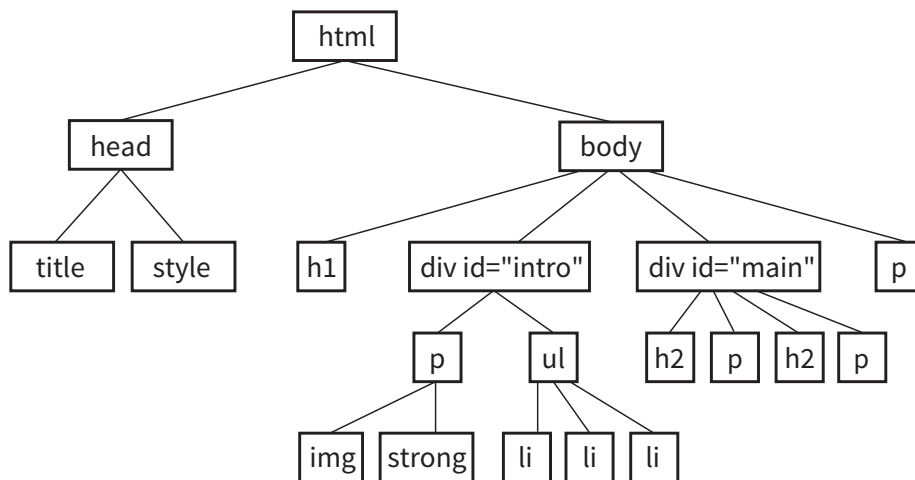 html
head
body
title
style
h1
div id="intro"
div id="main"
p
p
ul
h2
p
h2
p
img
strong
li
li
li